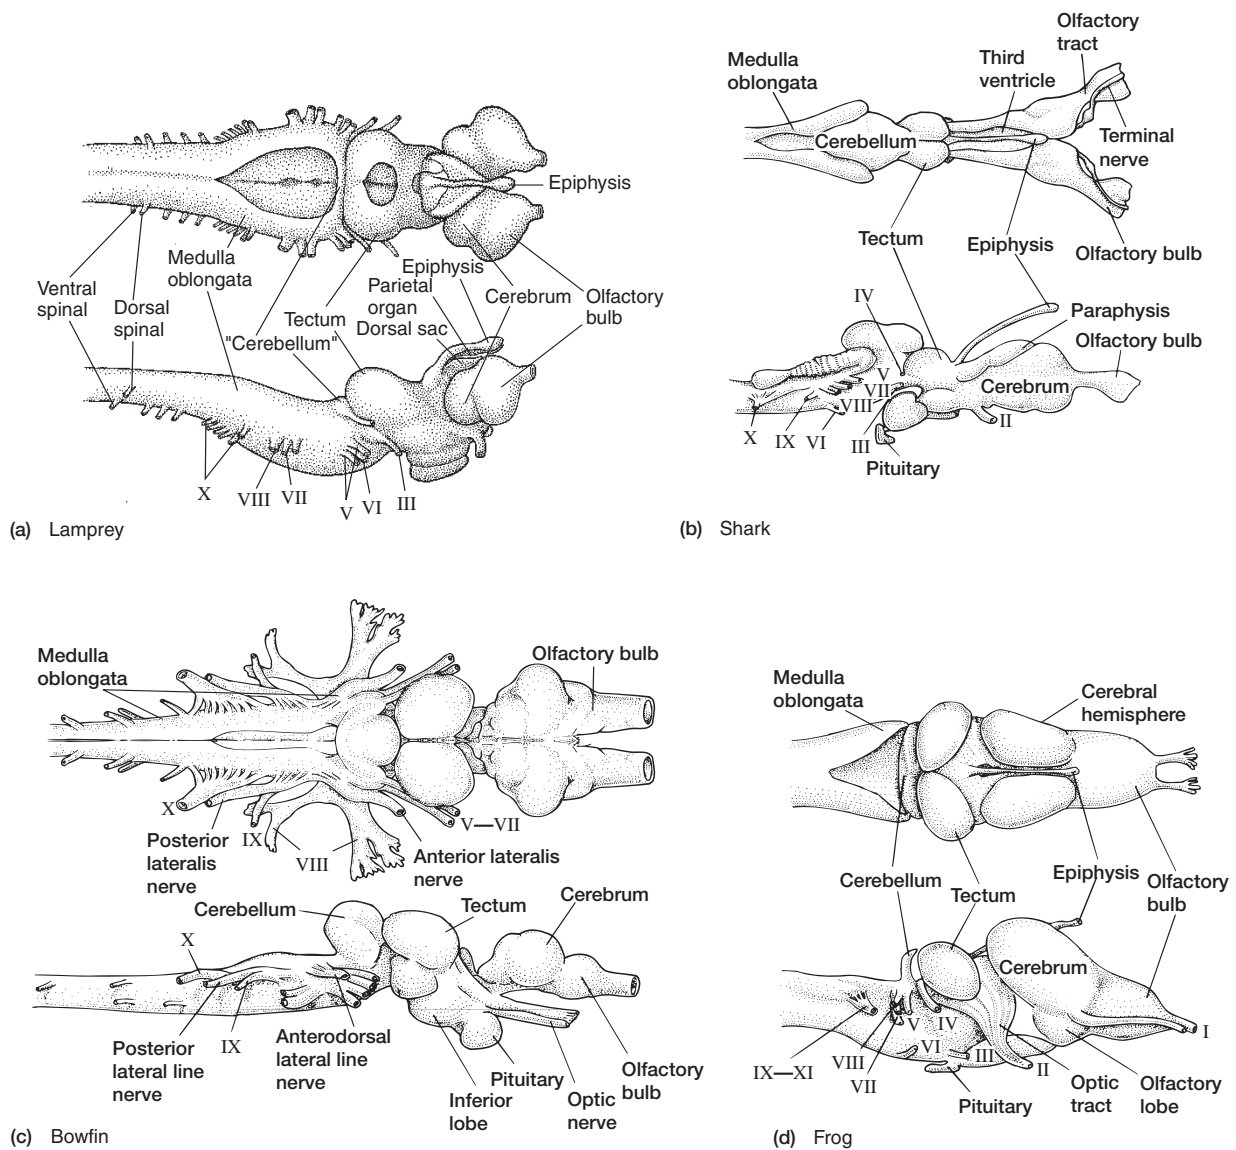 Epiphysis
Medulla
oblongata
Ventral
spinal
Dorsal
spinal
"Cerebellum"
Tectum
Epiphysis
Parietal
organ
Dorsal sac
Cerebrum
Olfactory
bulb
X
VIII
VII
V
VI
III
(a) Lamprey
Medulla
oblongata
Third
ventricle
Olfactory
tract
Cerebellum
Terminal
nerve
Tectum
Epiphysis
Olfactory bulb
IV
Paraphysis
Olfactory bulb
V
VII
VIII
Cerebrum
X
IX
VI
III
II
Pituitary
(b) Shark
Medulla
oblongata
Olfactory bulb
X
Posterior
lateralis
nerve
IX
VIII
V—VII
Anterior lateralis
nerve
Cerebellum
Tectum
Cerebrum
X
Posterior
lateral line
nerve
IX
Anterodorsal
lateral line
nerve
Inferior
lobe
Pituitary
Optic
nerve
Olfactory
bulb
(c) Bowfin
Medulla
oblongata
Cerebral
hemisphere
Cerebellum
Tectum
Epiphysis
Olfactory
bulb
Cerebrum
V
IV
VI
III
I
II
IX—XI
VIII
VII
Pituitary
Optic
tract
Olfactory
lobe
(d) Frog